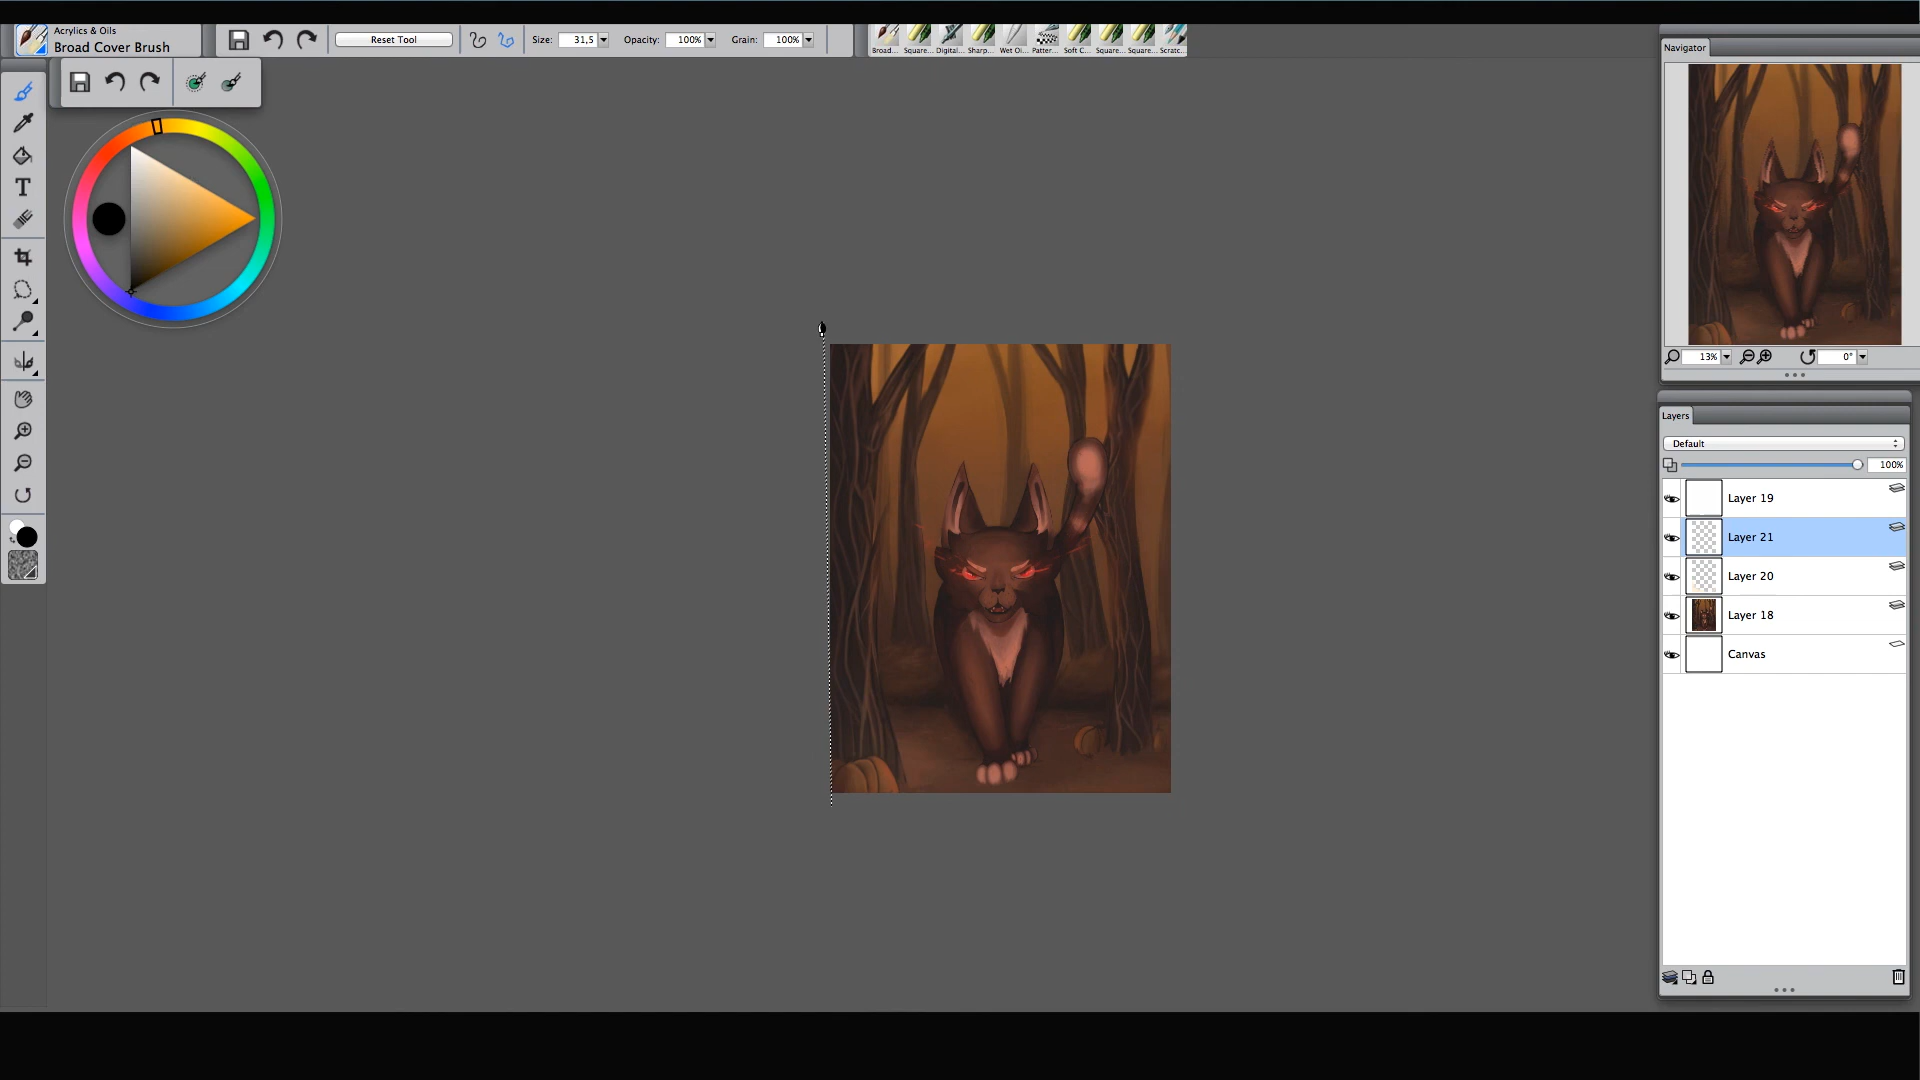 Acrylics & Oils
Broad Cover Brush
Reset Tool
Size: 31,5
Opacity: 100%
Grain: 100%
Broad... Square... Digital... Sharp... Wet Oi... Patter... Soft C... Square... Square... Scratc...
Navigator
13%
0°
Layers
Default
100%
Layer 19
Layer 21
Layer 20
Layer 18
Canvas